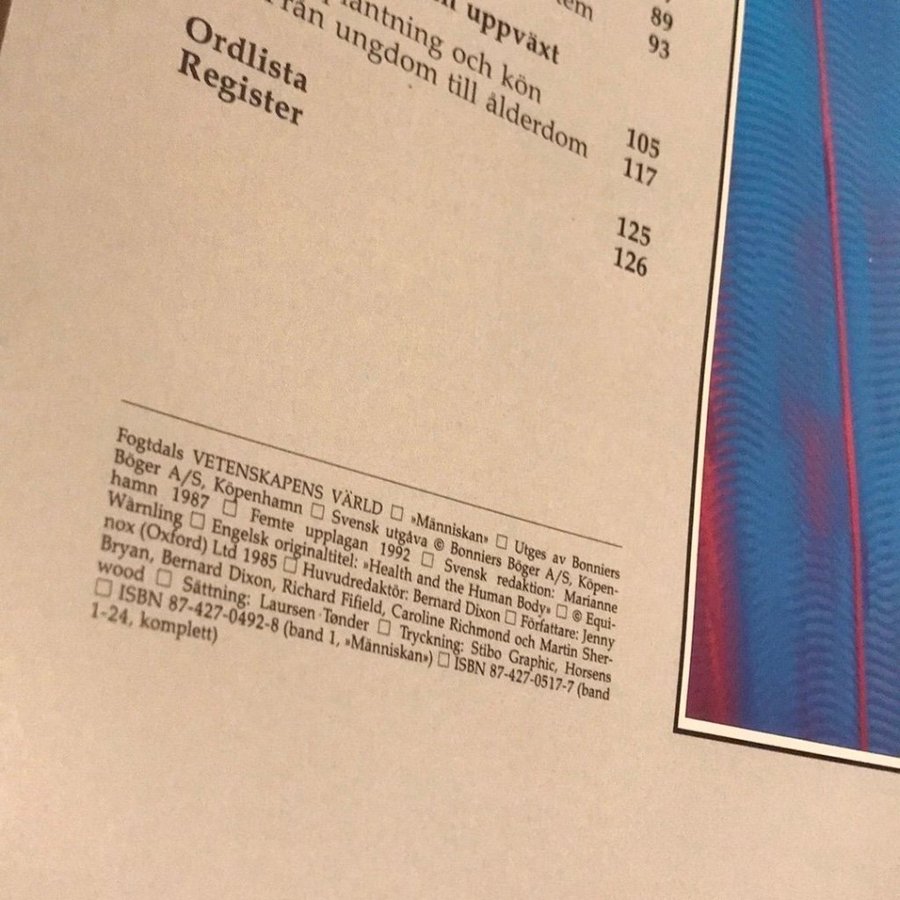 89
uppväxt 93
och kön
ungdom till ålderdom 105
117
Ordlista 125
Register 126
Fogtdals VETENSKAPENS VÄRLD □ »Människan» □ Utges av Bonniers
Böger A/S, Köpenhamn □ Svensk utgåva © Bonniers Böger A/S, Köpen-
hamn 1987 □ Femte upplagan 1992 □ Svensk redaktion: Marianne
Wärnling □ Engelsk originaltitel: »Health and the Human Body» □ © Equi-
nox (Oxford) Ltd 1985 □ Huvudredaktör: Bernard Dixon □ Författare: Jenny
Bryan, Bernard Dixon, Richard Fifield, Caroline Richmond och Martin Sher-
wood □ Sättning: Laursen Tønder □ Tryckning: Stibo Graphic, Horsens
□ ISBN 87-427-0492-8 (band 1, »Människan») □ ISBN 87-427-0517-7 (band
1-24, komplett)